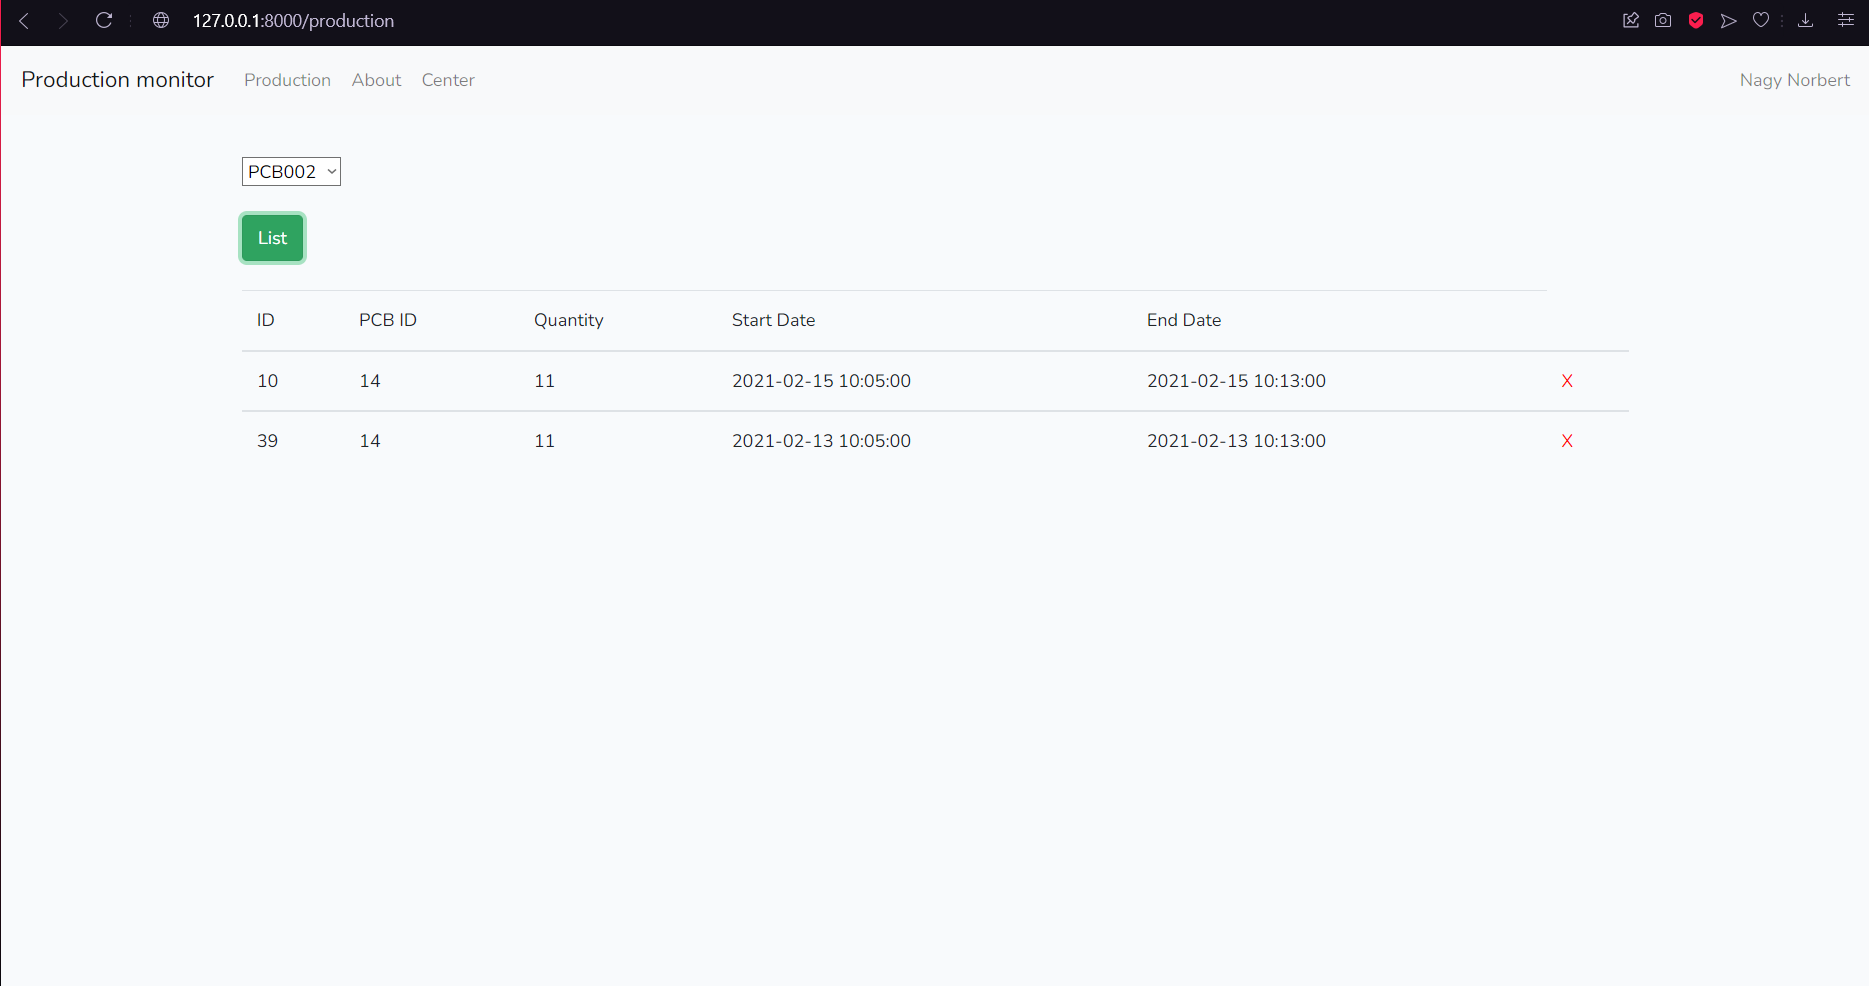 127.0.0.1:8000/production
Production monitor Production About Center Nagy Norbert
PCB002
List
ID PCB ID Quantity Start Date End Date
10 14 11 2021-02-15 10:05:00 2021-02-15 10:13:00 X
39 14 11 2021-02-13 10:05:00 2021-02-13 10:13:00 X